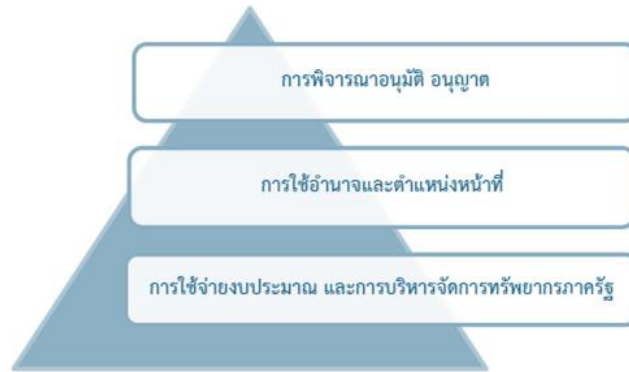 การพิจารณาอนุมัติ อนุญาต
การใช้อำนาจและตำแหน่งหน้าที่
การใช้จ่ายงบประมาณ และการบริหารจัดการทรัพยากรภาครัฐ